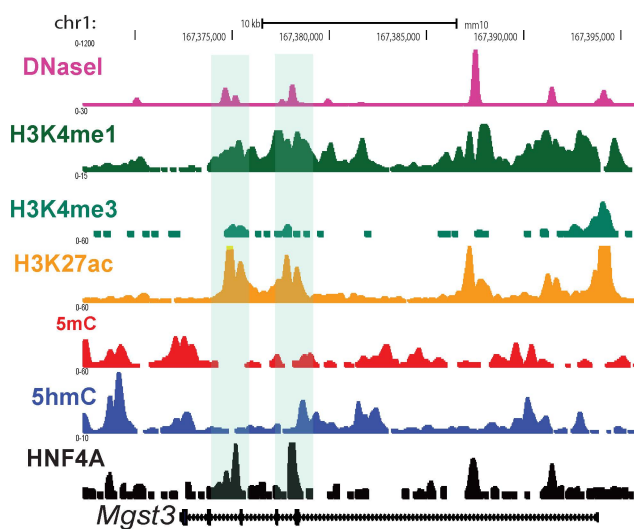 chr1:
10 kb
mm10
167,375,000
167,380,000
167,385,000
167,390,000
167,395,000
0-1200
DNaseI
0-30
H3K4me1
0-15
H3K4me3
0-60
H3K27ac
0-60
5mC
0-60
5hmC
0-10
HNF4A
Mgst3